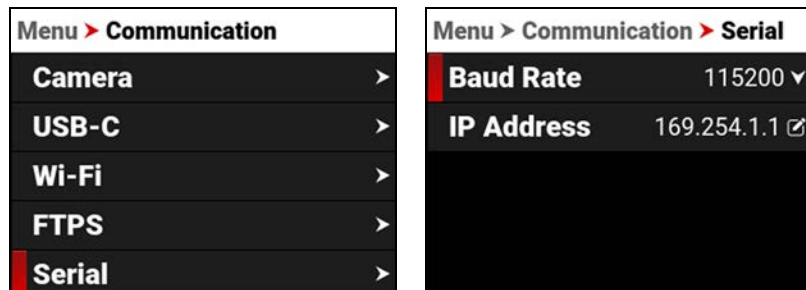 Menu > Communication
Camera
USB-C
Wi-Fi
FTPS
Serial
Menu > Communication > Serial
Baud Rate 115200
IP Address 169.254.1.1